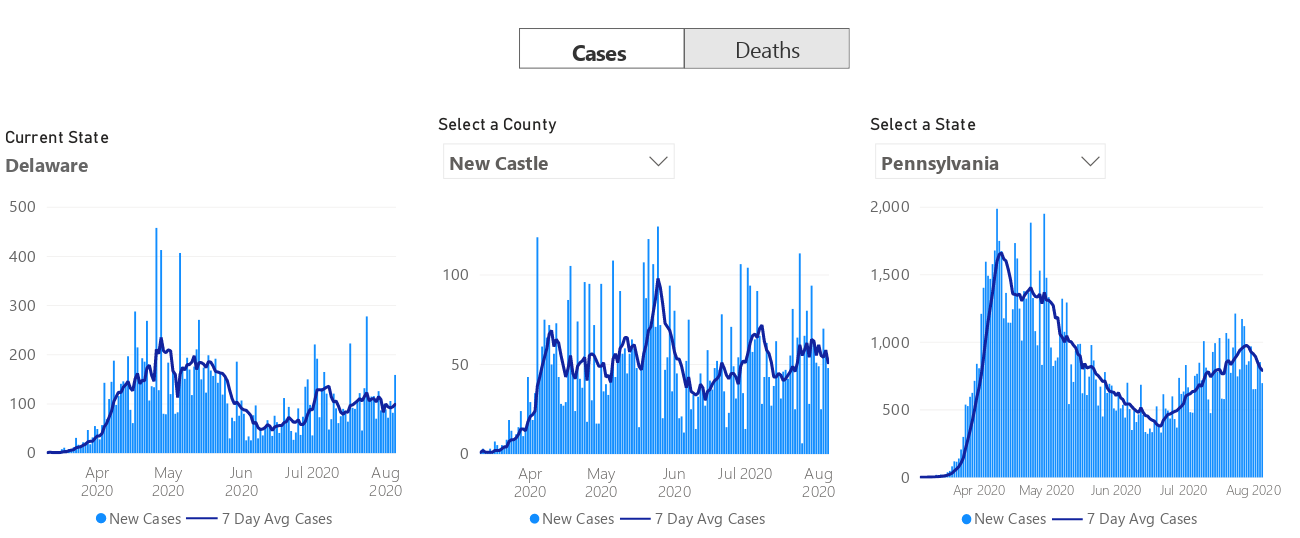 Cases
Deaths
Current State
Delaware
500
400
300
200
100
0
Apr
2020
May
2020
Jun
2020
Jul 2020
Aug
2020
New Cases
7 Day Avg Cases
Select a County
New Castle
100
50
0
Apr
2020
May
2020
Jun
2020
Jul 2020
Aug
2020
New Cases
7 Day Avg Cases
Select a State
Pennsylvania
2,000
1,500
1,000
500
0
Apr 2020
May 2020
Jun 2020
Jul 2020
Aug 2020
New Cases
7 Day Avg Cases